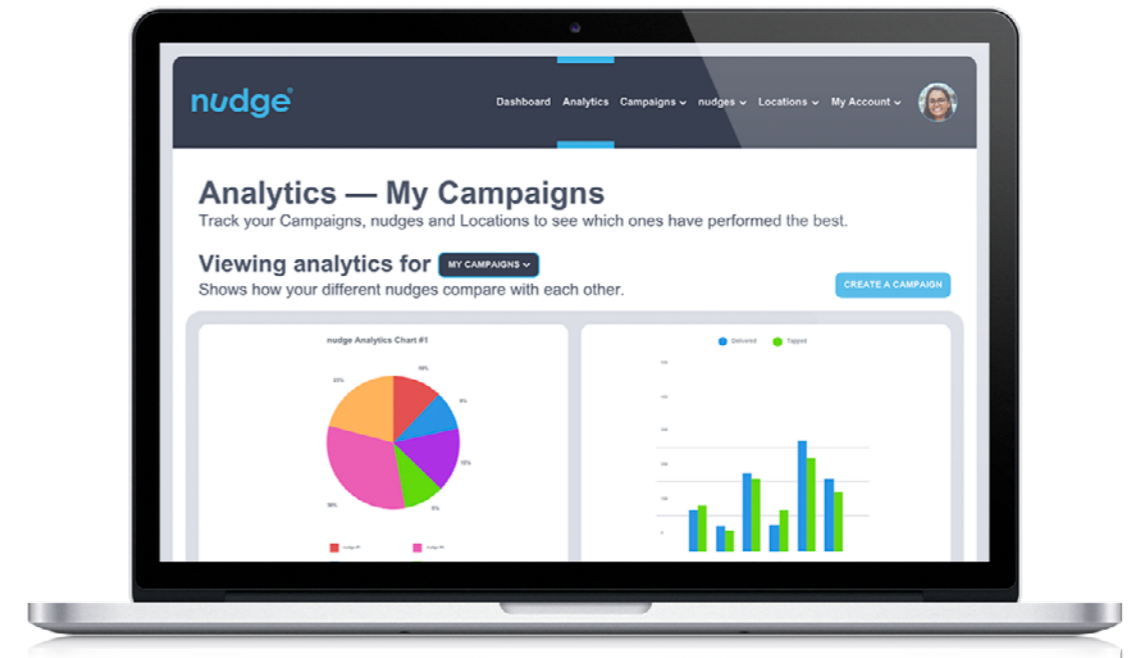 nudge®
Dashboard Analytics Campaigns nudges Locations My Account
Analytics — My Campaigns
Track your Campaigns, nudges and Locations to see which ones have performed the best.
Viewing analytics for MY CAMPAIGNS
Shows how your different nudges compare with each other.
CREATE A CAMPAIGN
nudge Analytics Chart #1
Delivered Tapped